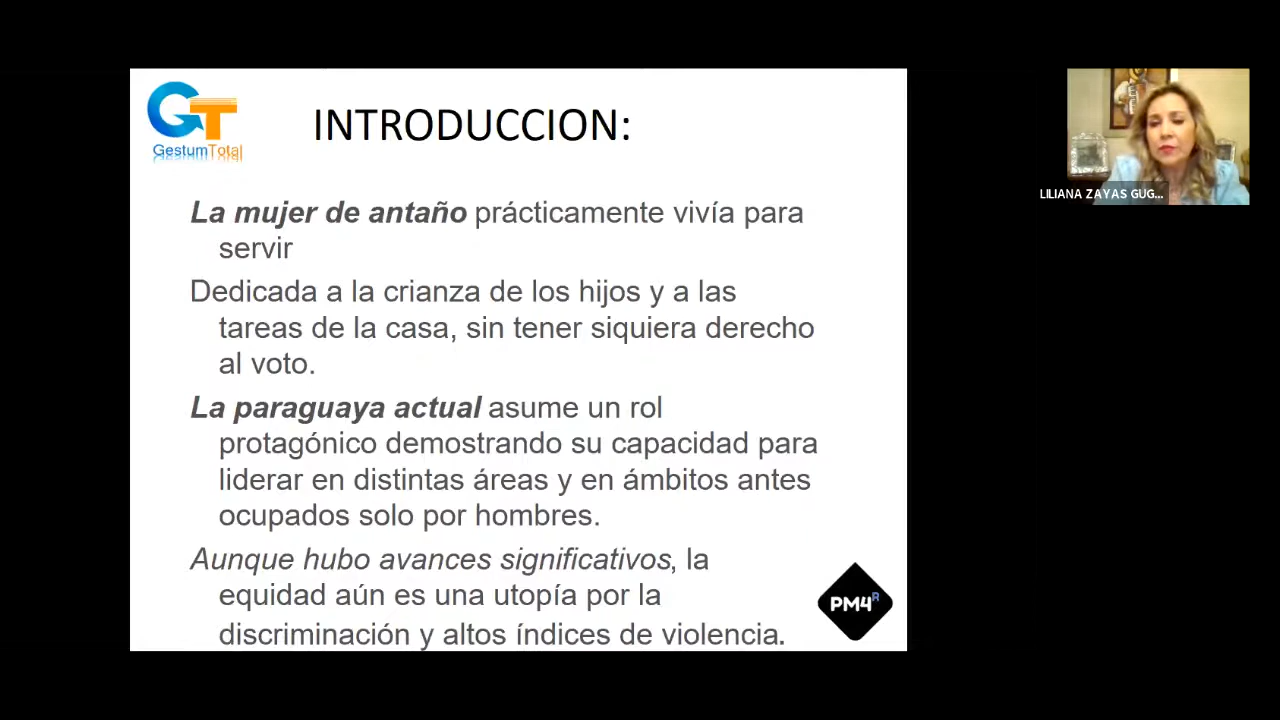 GT
GestumTotal
INTRODUCCION:
La mujer de antaño prácticamente vivía para
servir
Dedicada a la crianza de los hijos y a las
tareas de la casa, sin tener siquiera derecho
al voto.
La paraguaya actual asume un rol
protagónico demostrando su capacidad para
liderar en distintas áreas y en ámbitos antes
ocupados solo por hombres.
Aunque hubo avances significativos, la
equidad aún es una utopía por la
discriminación y altos índices de violencia.
PM4R
LILIANA ZAYAS GUG...